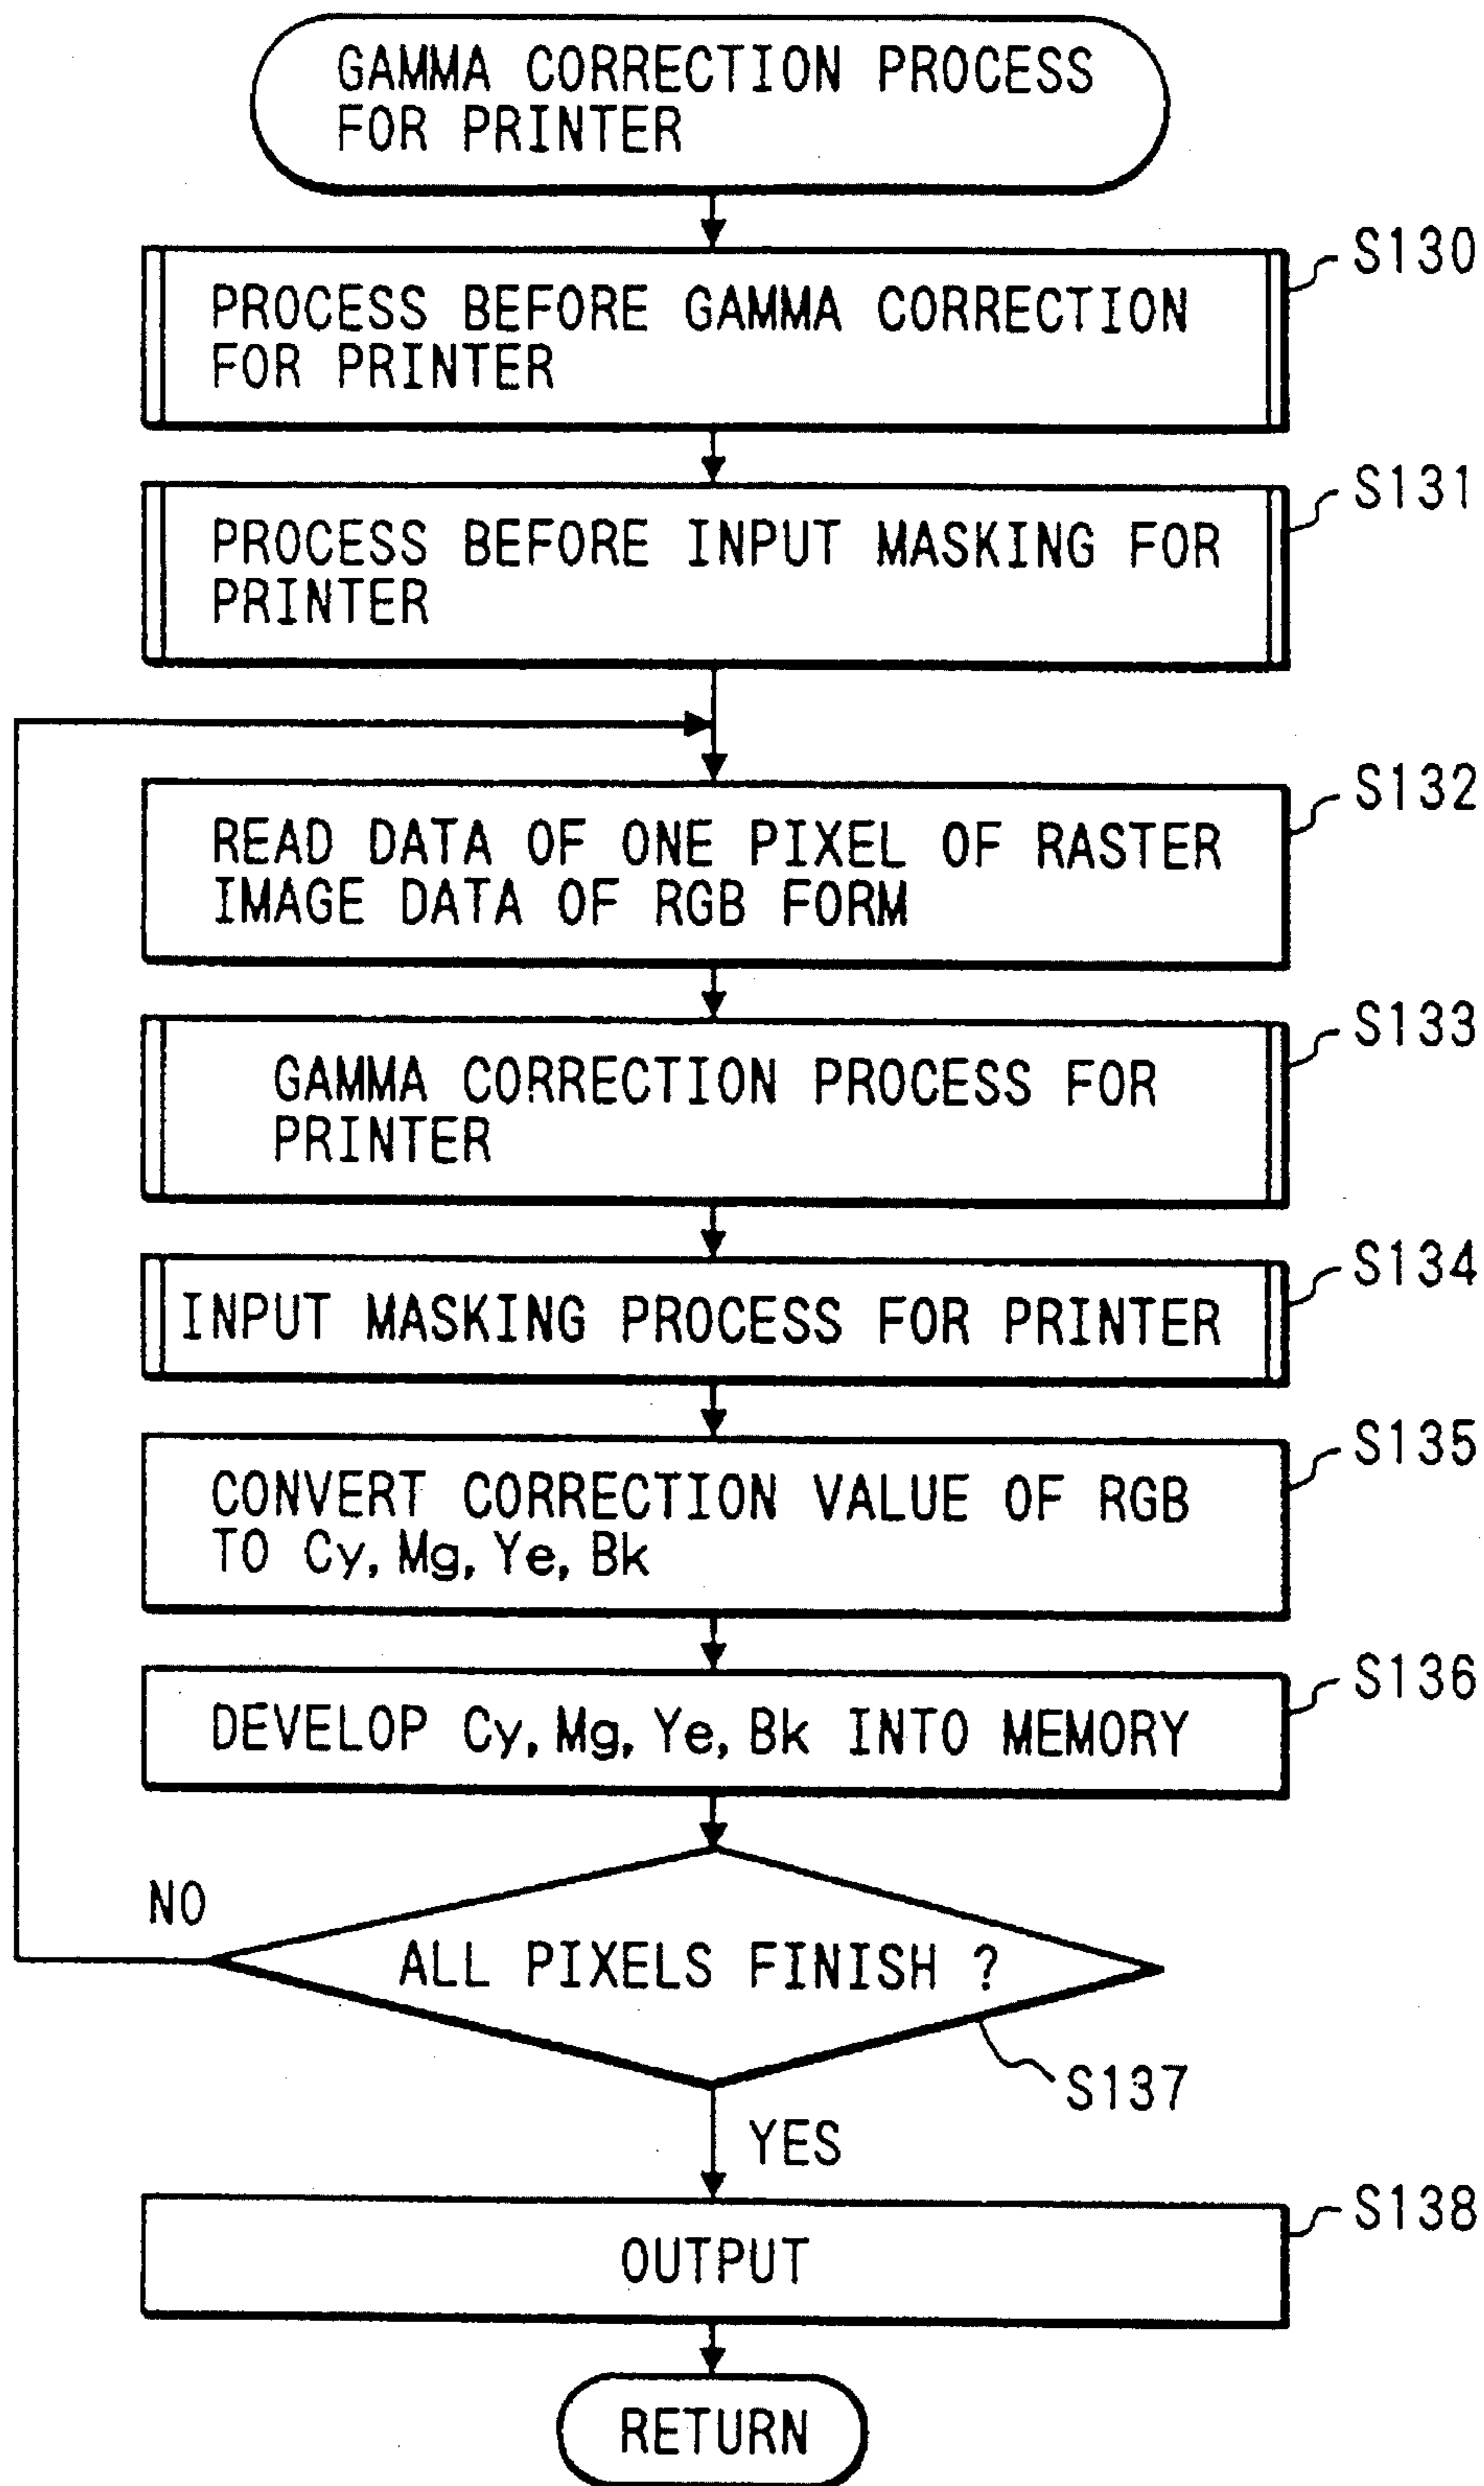 GAMMA CORRECTION PROCESS
FOR PRINTER
S130
PROCESS BEFORE GAMMA CORRECTION
FOR PRINTER
S131
PROCESS BEFORE INPUT MASKING FOR
PRINTER
S132
READ DATA OF ONE PIXEL OF RASTER
IMAGE DATA OF RGB FORM
S133
GAMMA CORRECTION PROCESS FOR
PRINTER
S134
INPUT MASKING PROCESS FOR PRINTER
S135
CONVERT CORRECTION VALUE OF RGB
TO Cy, Mg, Ye, Bk
S136
DEVELOP Cy, Mg, Ye, Bk INTO MEMORY
NO
ALL PIXELS FINISH ?
S137
YES
S138
OUTPUT
RETURN